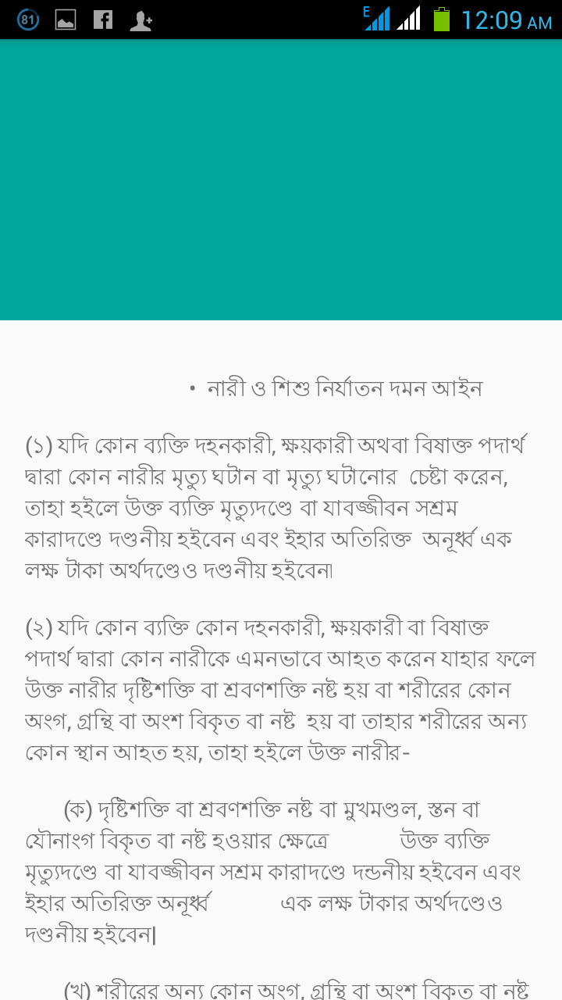 81 E 12:09 AM
• নারী ও শিশু নির্যাতন দমন আইন
(১) যদি কোন ব্যক্তি দহনকারী, ক্ষয়কারী অথবা বিষাক্ত পদার্থ
দ্বারা কোন নারীর মৃত্যু ঘটান বা মৃত্যু ঘটানোর চেষ্টা করেন,
তাহা হইলে উক্ত ব্যক্তি মৃত্যুদণ্ডে বা যাবজ্জীবন সশ্রম
কারাদণ্ডে দণ্ডনীয় হইবেন এবং ইহার অতিরিক্ত অনূর্ধ্ব এক
লক্ষ টাকা অর্থদণ্ডেও দণ্ডনীয় হইবেন৷
(২) যদি কোন ব্যক্তি কোন দহনকারী, ক্ষয়কারী বা বিষাক্ত
পদার্থ দ্বারা কোন নারীকে এমনভাবে আহত করেন যাহার ফলে
উক্ত নারীর দৃষ্টিশক্তি বা শ্রবণশক্তি নষ্ট হয় বা শরীরের কোন
অংগ, গ্রন্থি বা অংশ বিকৃত বা নষ্ট হয় বা তাহার শরীরের অন্য
কোন স্থান আহত হয়, তাহা হইলে উক্ত নারীর-
(ক) দৃষ্টিশক্তি বা শ্রবণশক্তি নষ্ট বা মুখমণ্ডল, স্তন বা
যৌনাংগ বিকৃত বা নষ্ট হওয়ার ক্ষেত্রে উক্ত ব্যক্তি
মৃত্যুদণ্ডে বা যাবজ্জীবন সশ্রম কারাদণ্ডে দন্ডনীয় হইবেন এবং
ইহার অতিরিক্ত অনূর্ধ্ব এক লক্ষ টাকার অর্থদণ্ডেও
দণ্ডনীয় হইবেন|
(খ) শরীরের অন্য কোন অংগ, গ্রন্থি বা অংশ বিকৃত বা নষ্ট